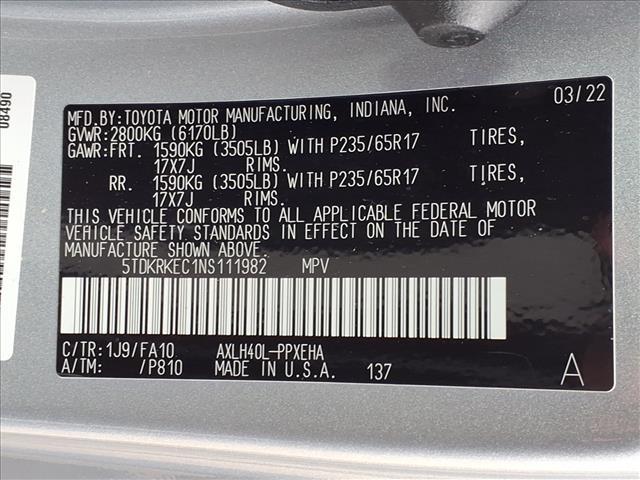 03/22
MFD.BY:TOYOTA MOTOR MANUFACTURING, INDIANA, INC.
GVWR:2800KG (6170LB)
GAWR:FRT. 1590KG (3505LB) WITH P235/65R17 TIRES,
17X7J RIMS.
RR. 1590KG (3505LB) WITH P235/65R17 TIRES,
17X7J RIMS.
THIS VEHICLE CONFORMS TO ALL APPLICABLE FEDERAL MOTOR
VEHICLE SAFETY STANDARDS IN EFFECT ON THE DATE OF
MANUFACTURE SHOWN ABOVE.
5TDKRKEC1NS111982 MPV
C/TR:1J9/FA10 AXLH40L-PPXEHA
A/TM: /P810 MADE IN U.S.A. 137 A
08490